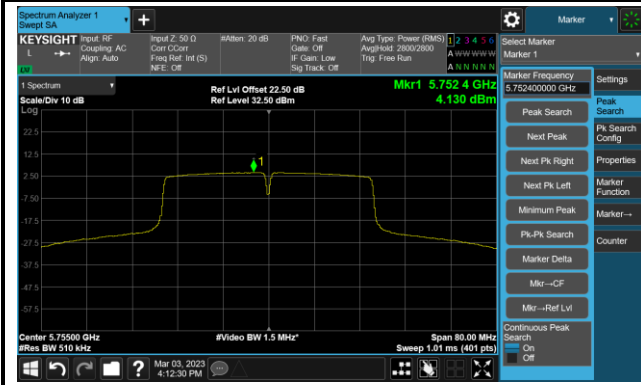 Spectrum Analyzer 1
Swept SA
+
Marker
KEYSIGHT Input: RF Input Z: 50 Ω #Atten: 20 dB PNO: Fast Avg Type: Power (RMS) 1 2 3 4 5 6
L Coupling: AC Corr CCorr Gate: Off Avg|Hold: 2800/2800 A W W W W W
Align: Auto Freq Ref: Int (S) IF Gain: Low Trig: Free Run
NFE: Off Sig Track: Off A N N N N N
Select Marker
Marker 1
1 Spectrum
Scale/Div 10 dB
Ref Lvl Offset 22.50 dB
Ref Level 32.50 dBm
Mkr1 5.752 4 GHz
4.130 dBm
Log
22.5
12.5
2.50
-7.50
-17.5
-27.5
-37.5
-47.5
-57.5
1
Center 5.75500 GHz #Video BW 1.5 MHz* Span 80.00 MHz
#Res BW 510 kHz Sweep 1.01 ms (401 pts)
Marker Frequency
5.752400000 GHz
Peak Search
Next Peak
Next Pk Right
Next Pk Left
Minimum Peak
Pk-Pk Search
Marker Delta
Mkr→CF
Mkr→Ref Lvl
Continuous Peak
Search
On
Off
Settings
Peak
Search
Pk Search
Config
Properties
Marker
Function
Marker→
Counter
?
Mar 03, 2023
4:12:30 PM